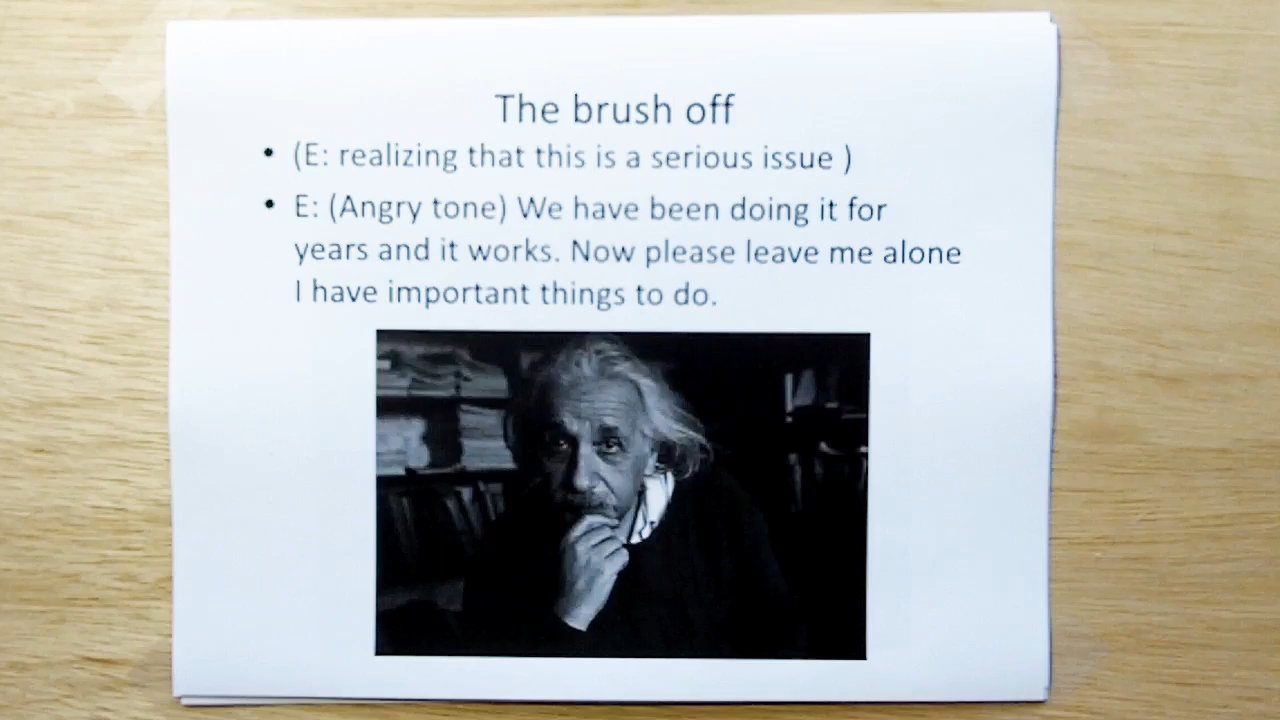 The brush off
• (E: realizing that this is a serious issue )
• E: (Angry tone) We have been doing it for
years and it works. Now please leave me alone
I have important things to do.